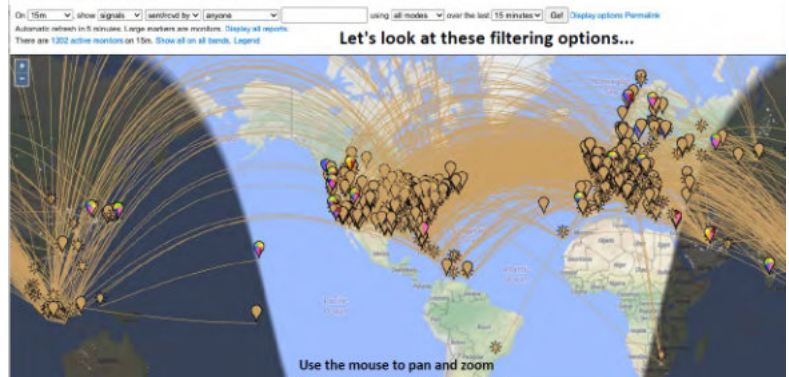 On 15m , show signals sent/rcvd by anyone using all modes over the last 15 minutes Go! Display options Permalink
Automatic refresh in 5 minutes. Large markers are monitors. Display all reports.
There are 1202 active monitors on 15m. Show all on all bands. Legend
Let's look at these filtering options...
+
−
Use the mouse to pan and zoom